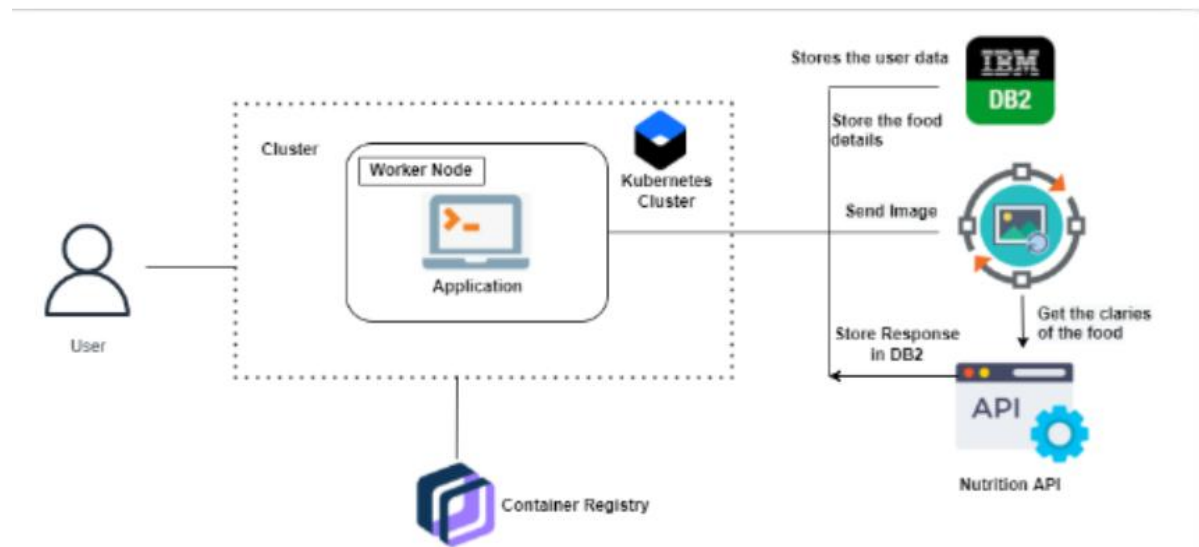 Stores the user data
IBM
DB2
Store the food
details
Cluster
Worker Node
Kubernetes
Cluster
Send Image
Application
User
Get the claries
of the food
Store Response
in DB2
API
Nutrition API
Container Registry